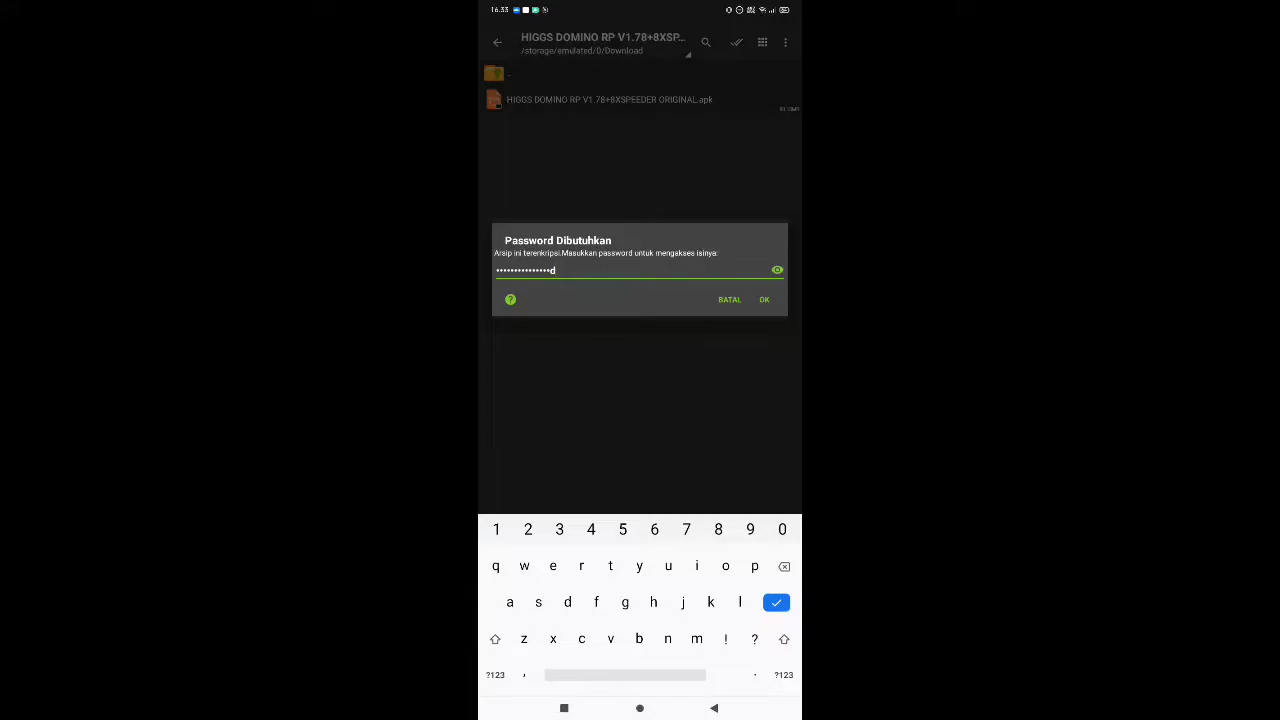 16.33
HIGGS DOMINO RP V1.78+8XSP...
/storage/emulated/0/Download
..
HIGGS DOMINO RP V1.78+8XSPEEDER ORIGINAL.apk
Password Dibutuhkan
Arsip ini terenkripsi.Masukkan password untuk mengakses isinya:
•••••••••••••••d
?
BATAL OK
1 2 3 4 5 6 7 8 9 0
q w e r t y u i o p
a s d f g h j k l
z x c v b n m ! ?
?123 , . ?123